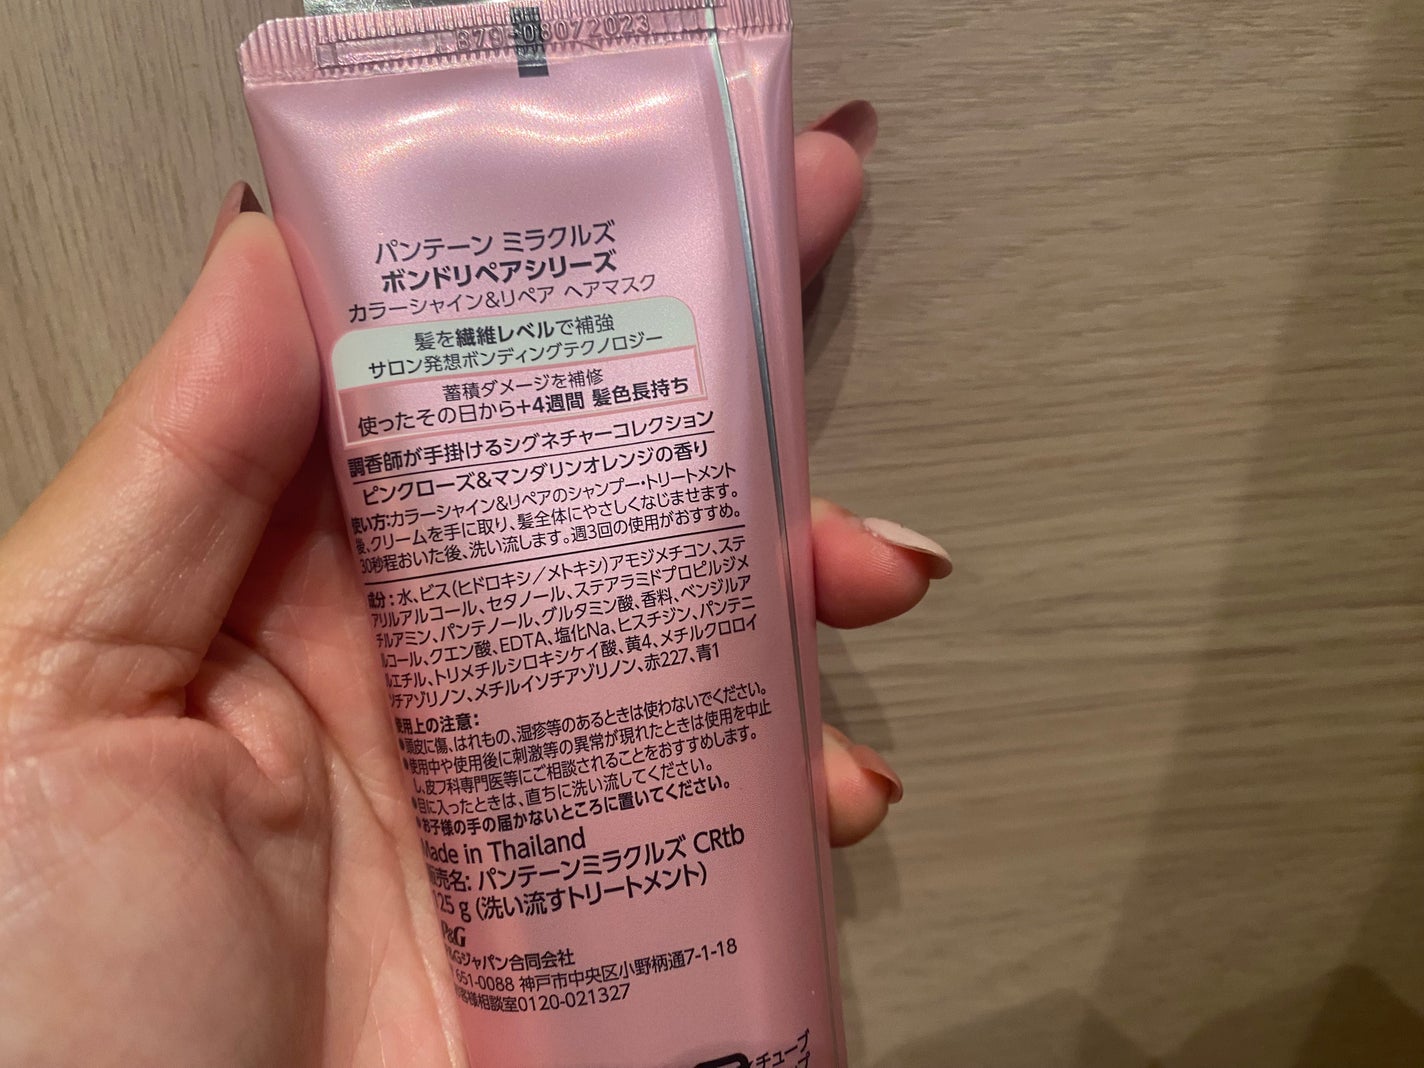 パンテーン ミラクルズ
ボンドリペアシリーズ
カラーシャイン&リペア ヘアマスク
髪を繊維レベルで補強
サロン発想ボンディングテクノロジー
蓄積ダメージを補修
使ったその日から+4週間 髪色長持ち
調香師が手掛けるシグネチャーコレクション
ピンクローズ&マンダリンオレンジの香り
使い方:カラーシャイン&リペアのシャンプー・トリートメント
後、クリームを手に取り、髪全体にやさしくなじませます。
30秒程おいた後、洗い流します。週3回の使用がおすすめ。
成分:水、ビス(ヒドロキシ/メトキシ)アモジメチコン、ステ
アリルアルコール、セタノール、ステアラミドプロピルジメ
チルアミン、パンテノール、グルタミン酸、香料、ベンジルア
ルコール、クエン酸、EDTA、塩化Na、ヒスチジン、パンテニ
ルエチル、トリメチルシロキシケイ酸、黄4、メチルクロロイ
ソチアゾリノン、メチルイソチアゾリノン、赤227、青1
使用上の注意:
●頭皮に傷、はれもの、湿疹等のあるときは使わないでください。
●使用中や使用後に刺激等の異常が現れたときは使用を中止
し、皮フ科専門医等にご相談されることをおすすめします。
●目に入ったときは、直ちに洗い流してください。
●お子様の手の届かないところに置いてください。
Made in Thailand
販売名: パンテーンミラクルズ CRtb
125 g (洗い流すトリートメント)
P&G
P&Gジャパン合同会社
〒651-0088 神戸市中央区小野柄通7-1-18
お客様相談室0120-021327
チューブ